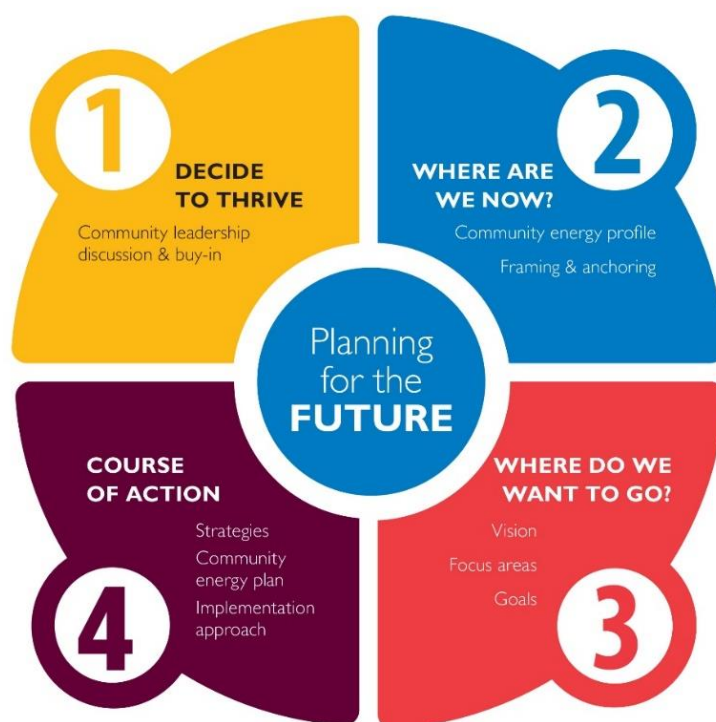 1
DECIDE
TO THRIVE
Community leadership
discussion & buy-in
2
WHERE ARE
WE NOW?
Community energy profile
Framing & anchoring
Planning
for the
FUTURE
3
WHERE DO WE
WANT TO GO?
Vision
Focus areas
Goals
4
COURSE
OF ACTION
Strategies
Community
energy plan
Implementation
approach